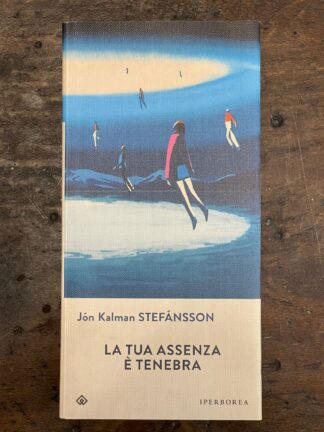 Jón Kalman STEFÁNSSON
LA TUA ASSENZA
È TENEBRA
IPERBOREA